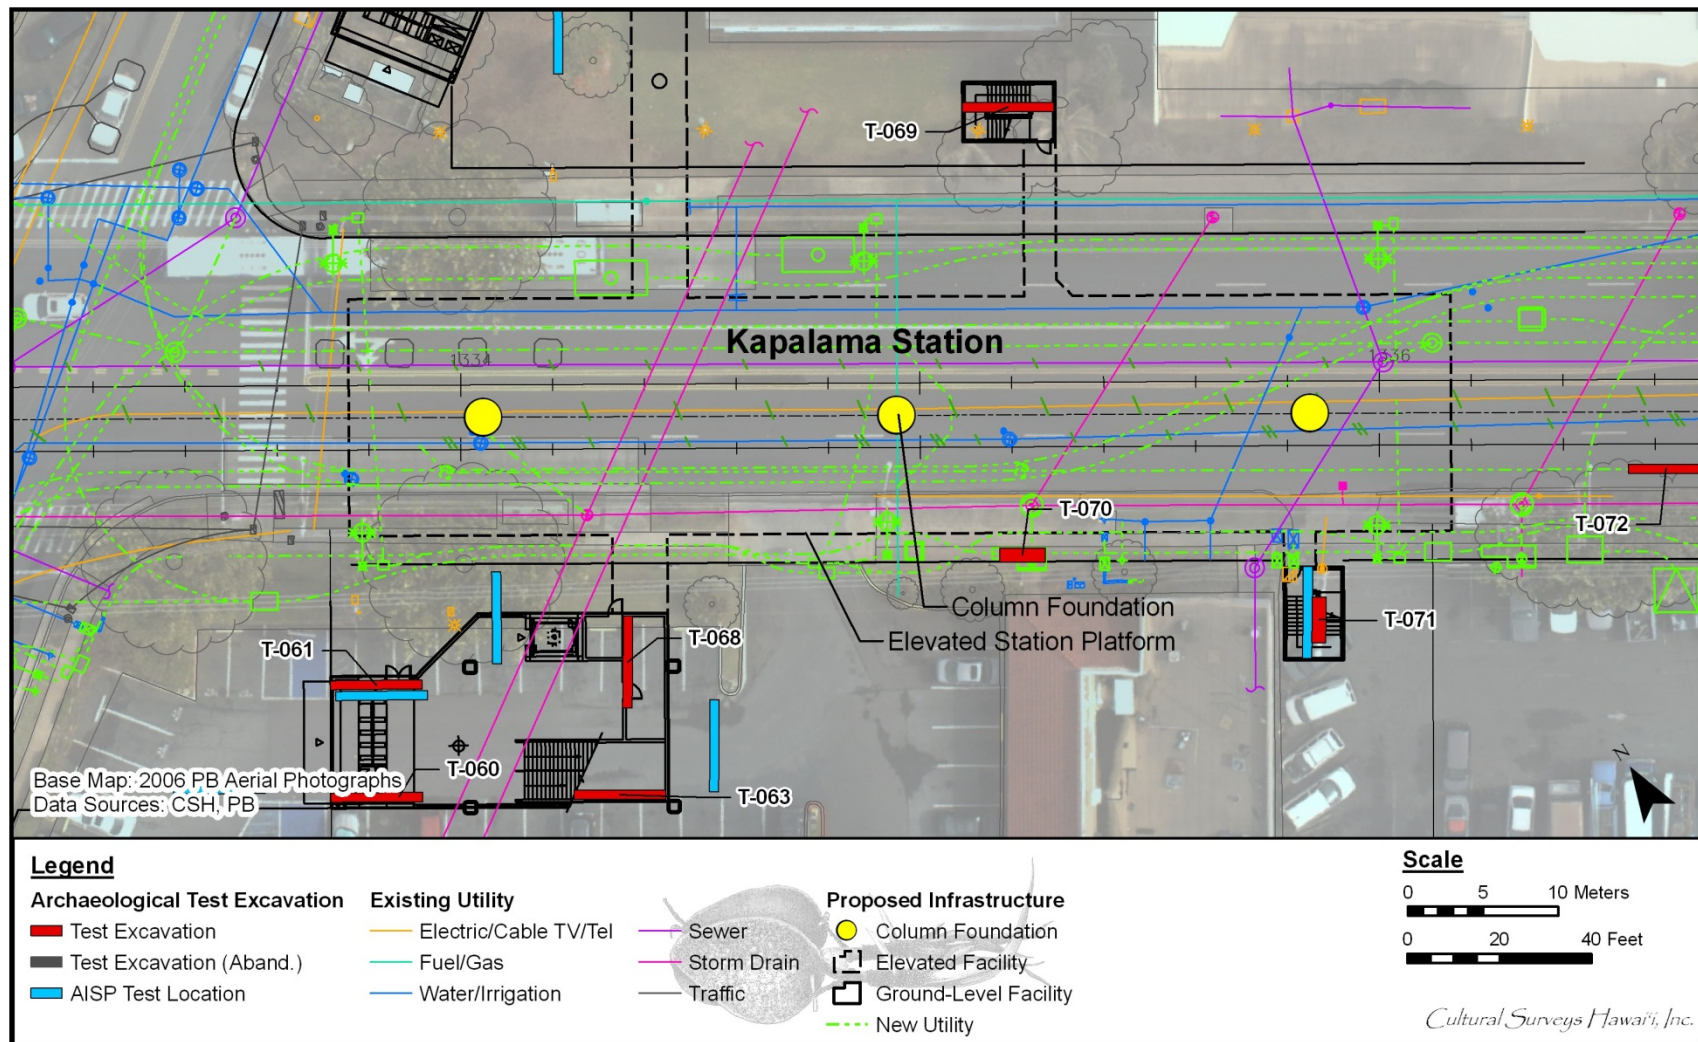 T-069
Kapalama Station
1334
1336
T-070
T-072
Column Foundation
Elevated Station Platform
T-061
T-068
T-071
T-060
T-063
N
Base Map: 2006 PB Aerial Photographs
Data Sources: CSH, PB
Legend
Archaeological Test Excavation
Test Excavation
Test Excavation (Aband.)
AISP Test Location
Existing Utility
Electric/Cable TV/Tel
Fuel/Gas
Water/Irrigation
Sewer
Storm Drain
Traffic
Proposed Infrastructure
Column Foundation
Elevated Facility
Ground-Level Facility
New Utility
Scale
0 5 10 Meters
0 20 40 Feet
Cultural Surveys Hawaiʻi, Inc.